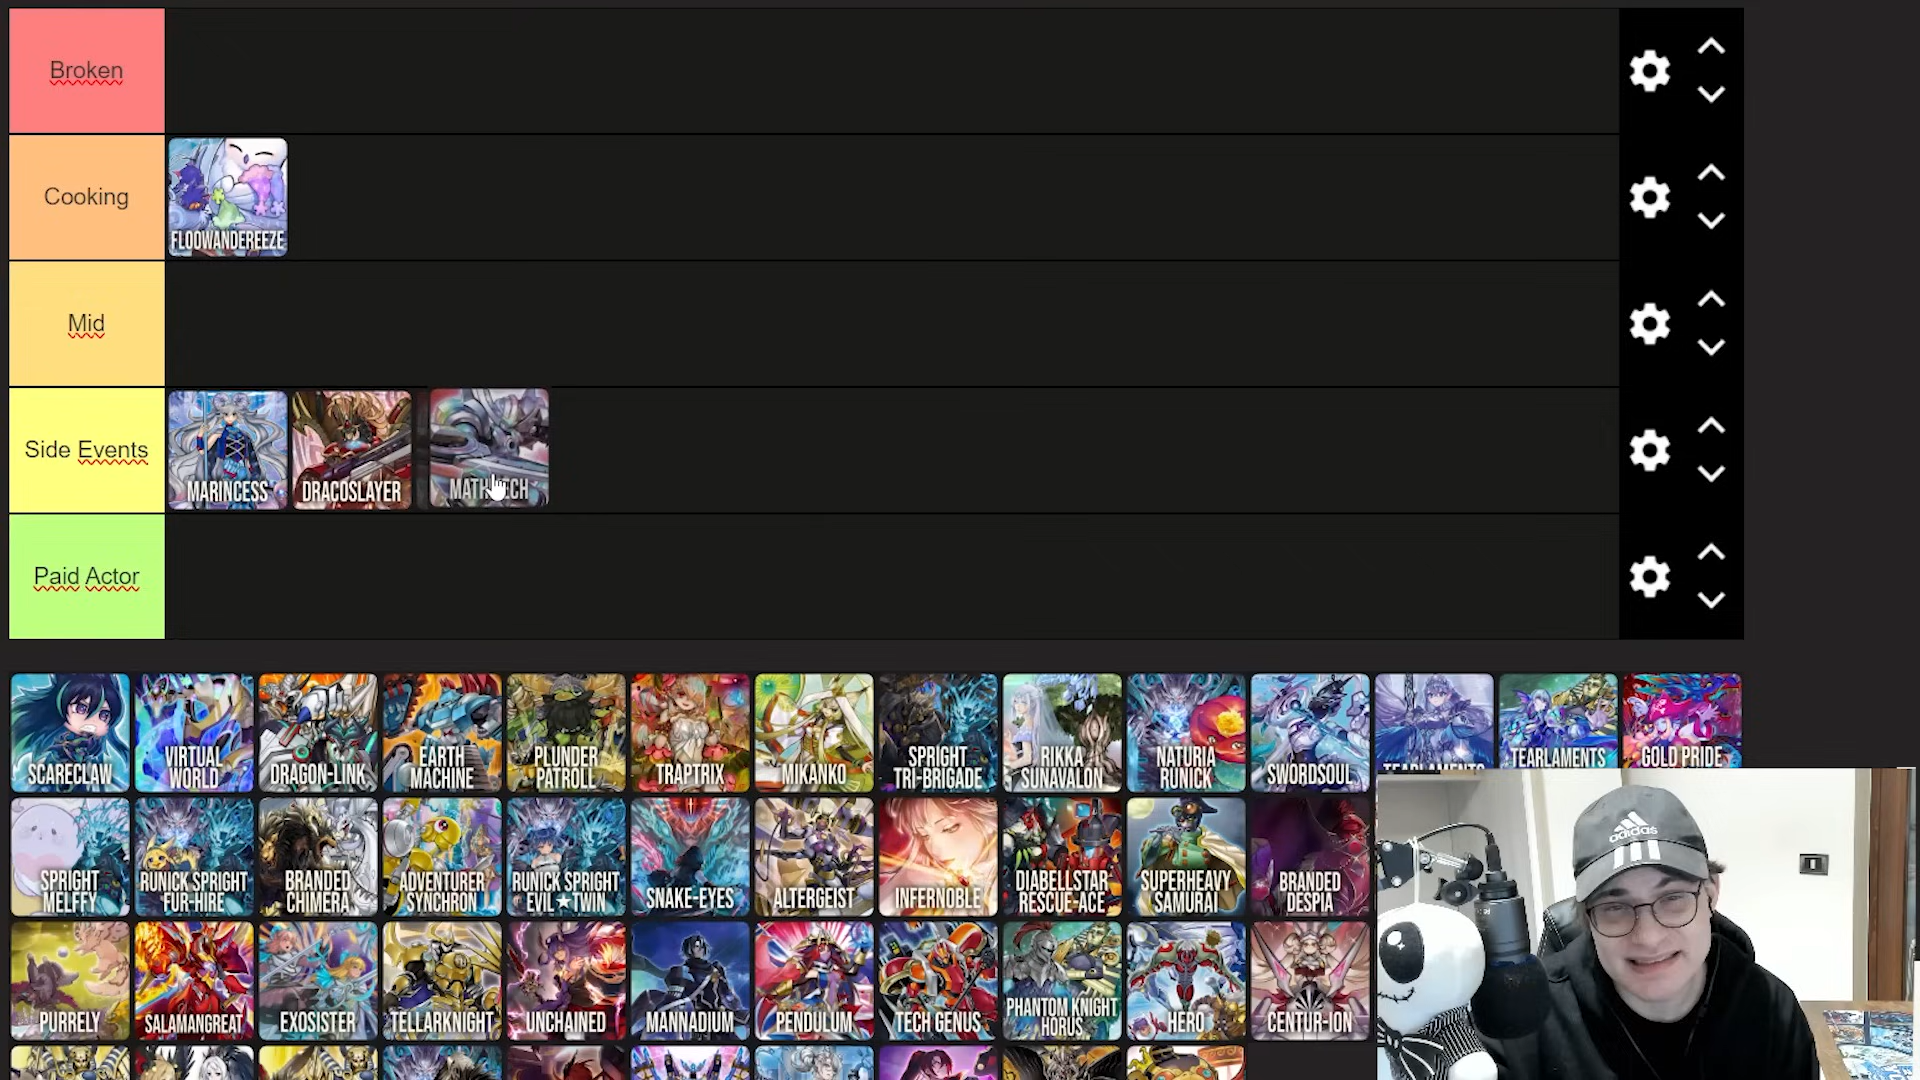 Broken
Cooking
FLOOWANDEREEZE
Mid
Side Events
MARINCESS
DRACOSLAYER
Paid Actor
SCARECLAW
VIRTUAL
WORLD
DRAGON-LINK
EARTH
MACHINE
PLUNDER
PATROLL
TRAPTRIX
MIKANKO
SPRIGHT
TRI-BRIGADE
RIKKA
SUNAVALON
NATURIA
RUNICK
SWORDSOUL
TEARLAMENTS
TEARLAMENTS
GOLD PRIDE
SPRIGHT
MELFFY
RUNICK SPRIGHT
FUR-HIRE
BRANDED
CHIMERA
ADVENTURER
SYNCHRON
RUNICK SPRIGHT
EVIL★TWIN
SNAKE-EYES
ALTERGEIST
INFERNOBLE
DIABELLSTAR
RESCUE-ACE
SUPERHEAVY
SAMURAI
BRANDED
DESPIA
adidas
PURRELY
SALAMANGREAT
EXOSISTER
TELLARKNIGHT
UNCHAINED
MANNADIUM
PENDULUM
TECH GENUS
PHANTOM KNIGHT
HORUS
HERO
CENTUR-ION